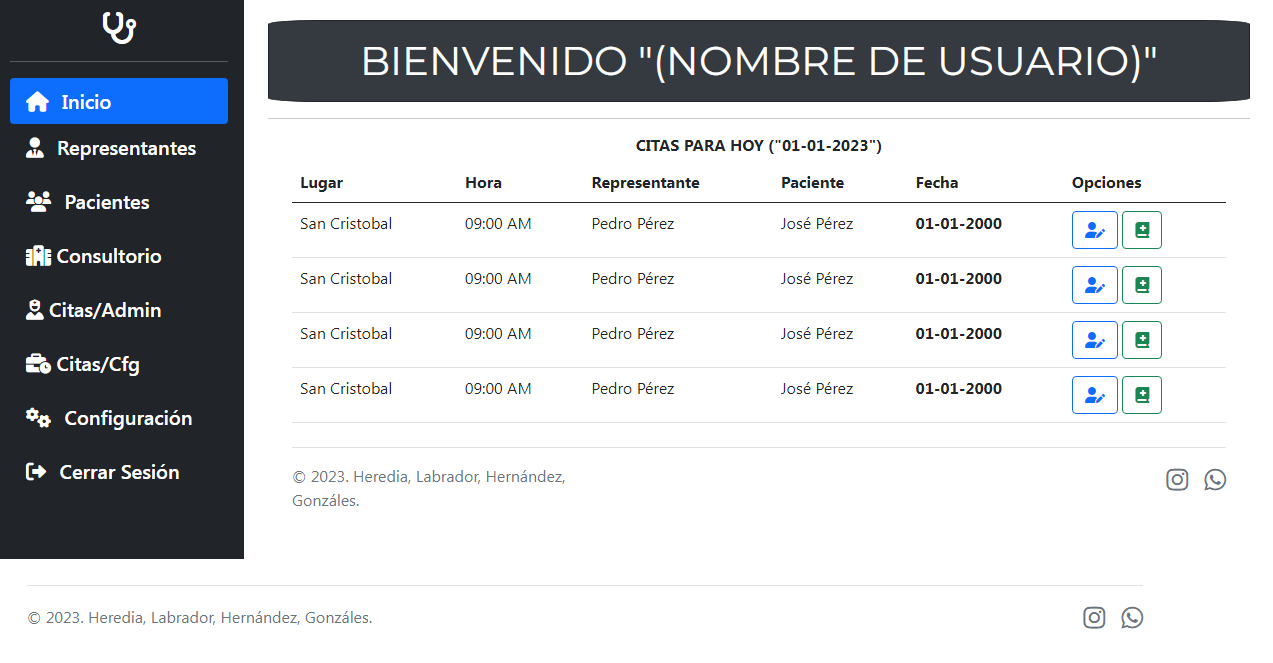 Inicio
Representantes
Pacientes
Consultorio
Citas/Admin
Citas/Cfg
Configuración
Cerrar Sesión
BIENVENIDO "(NOMBRE DE USUARIO)"
CITAS PARA HOY ("01-01-2023")
Lugar Hora Representante Paciente Fecha Opciones
San Cristobal 09:00 AM Pedro Pérez José Pérez 01-01-2000
San Cristobal 09:00 AM Pedro Pérez José Pérez 01-01-2000
San Cristobal 09:00 AM Pedro Pérez José Pérez 01-01-2000
San Cristobal 09:00 AM Pedro Pérez José Pérez 01-01-2000
© 2023. Heredia, Labrador, Hernández,
Gonzáles.
© 2023. Heredia, Labrador, Hernández, Gonzáles.